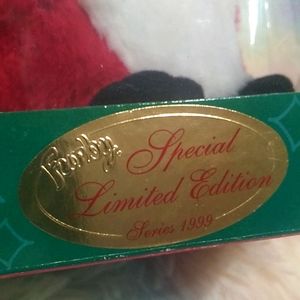 Furby
Special
Limited Edition
Series 1999